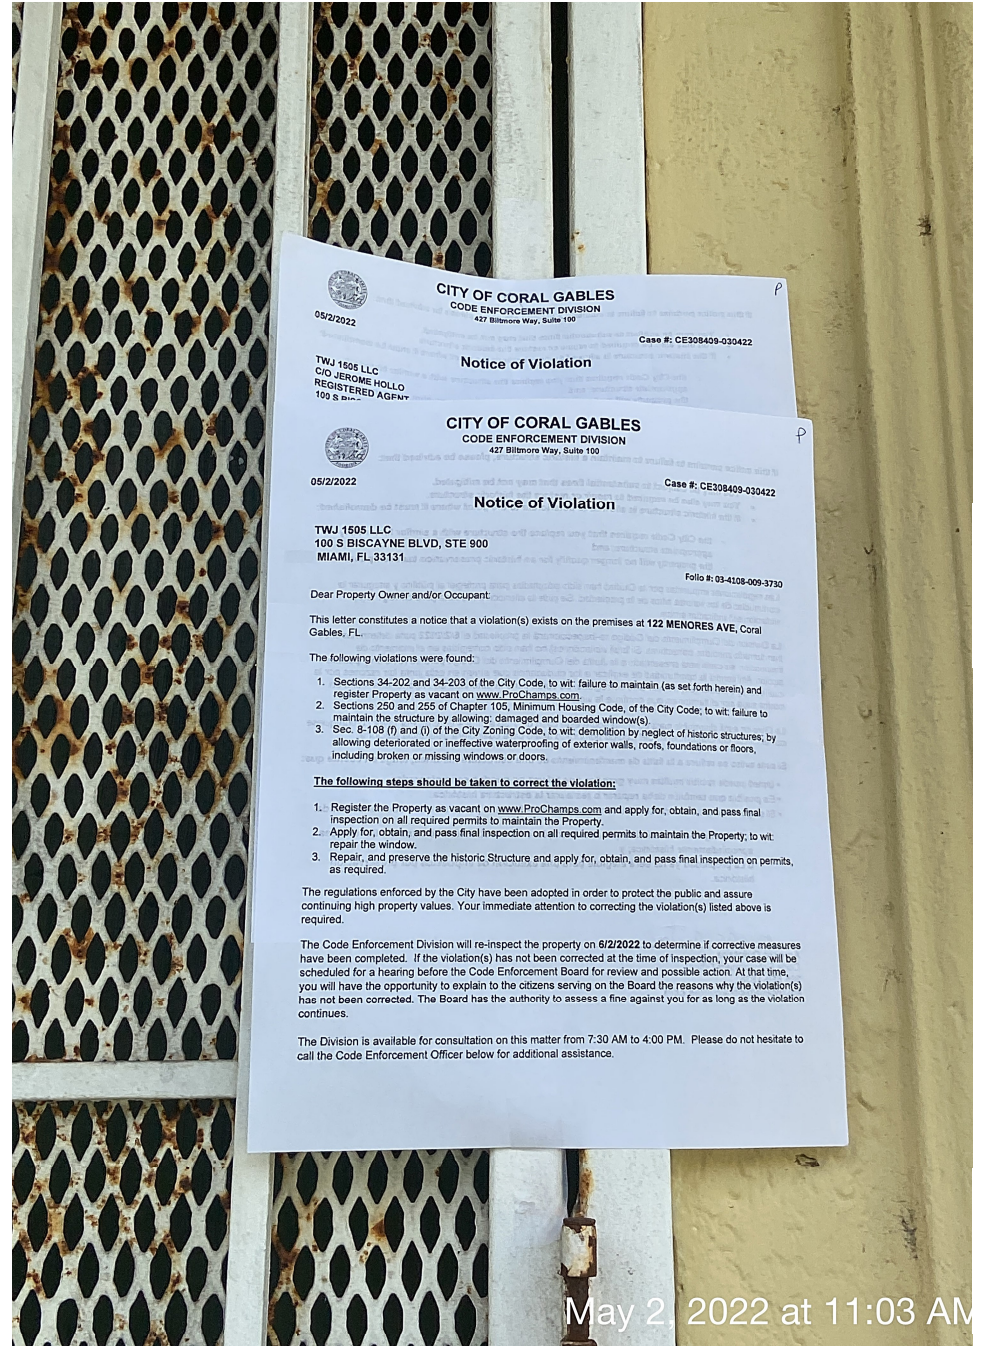 CITY OF CORAL GABLES
CODE ENFORCEMENT DIVISION
427 Biltmore Way, Suite 100
P
05/2/2022
Case #: CE308409-030422
Notice of Violation
TWJ 1505 LLC
C/O JEROME HOLLO
REGISTERED AGENT
100 S
CITY OF CORAL GABLES
CODE ENFORCEMENT DIVISION
427 Biltmore Way, Suite 100
P
05/2/2022
Case #: CE308409-030422
Notice of Violation
TWJ 1505 LLC
100 S BISCAYNE BLVD, STE 900
MIAMI, FL 33131
Folio #: 03-4108-009-3730
Dear Property Owner and/or Occupant:
This letter constitutes a notice that a violation(s) exists on the premises at 122 MENORES AVE, Coral
Gables, FL.
The following violations were found:
1. Sections 34-202 and 34-203 of the City Code, to wit: failure to maintain (as set forth herein) and
register Property as vacant on www.ProChamps.com.
2. Sections 250 and 255 of Chapter 105, Minimum Housing Code, of the City Code; to wit: failure to
maintain the structure by allowing: damaged and boarded window(s).
3. Sec. 8-108 (f) and (i) of the City Zoning Code, to wit: demolition by neglect of historic structures; by
allowing deteriorated or ineffective waterproofing of exterior walls, roofs, foundations or floors,
including broken or missing windows or doors.
The following steps should be taken to correct the violation:
1. Register the Property as vacant on www.ProChamps.com and apply for, obtain, and pass final
inspection on all required permits to maintain the Property.
2. Apply for, obtain, and pass final inspection on all required permits to maintain the Property; to wit:
repair the window.
3. Repair, and preserve the historic Structure and apply for, obtain, and pass final inspection on permits,
as required.
The regulations enforced by the City have been adopted in order to protect the public and assure
continuing high property values. Your immediate attention to correcting the violation(s) listed above is
required.
The Code Enforcement Division will re-inspect the property on 6/2/2022 to determine if corrective measures
have been completed. If the violation(s) has not been corrected at the time of inspection, your case will be
scheduled for a hearing before the Code Enforcement Board for review and possible action. At that time,
you will have the opportunity to explain to the citizens serving on the Board the reasons why the violation(s)
has not been corrected. The Board has the authority to assess a fine against you for as long as the violation
continues.
The Division is available for consultation on this matter from 7:30 AM to 4:00 PM. Please do not hesitate to
call the Code Enforcement Officer below for additional assistance.
May 2, 2022 at 11:03 AM